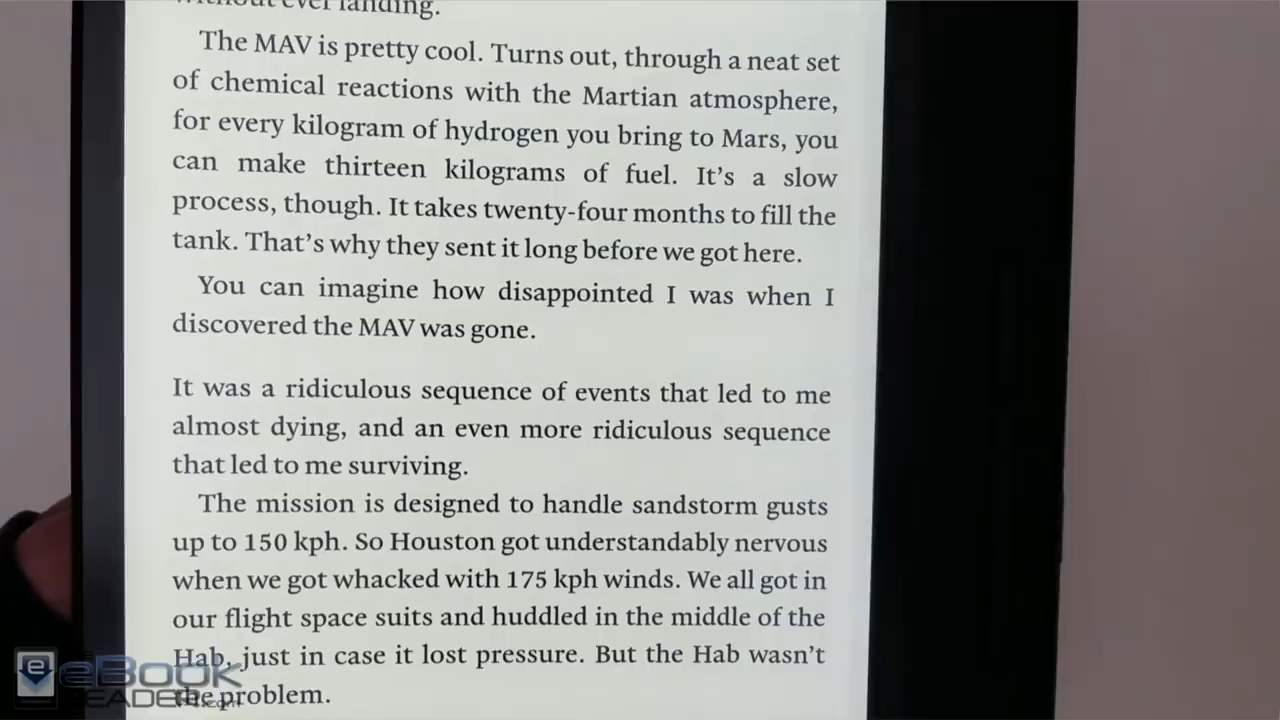 without ever landing.
The MAV is pretty cool. Turns out, through a neat set
of chemical reactions with the Martian atmosphere,
for every kilogram of hydrogen you bring to Mars, you
can make thirteen kilograms of fuel. It's a slow
process, though. It takes twenty-four months to fill the
tank. That's why they sent it long before we got here.
You can imagine how disappointed I was when I
discovered the MAV was gone.
It was a ridiculous sequence of events that led to me
almost dying, and an even more ridiculous sequence
that led to me surviving.
The mission is designed to handle sandstorm gusts
up to 150 kph. So Houston got understandably nervous
when we got whacked with 175 kph winds. We all got in
our flight space suits and huddled in the middle of the
Hab, just in case it lost pressure. But the Hab wasn't
the problem.
eBook
READER.com